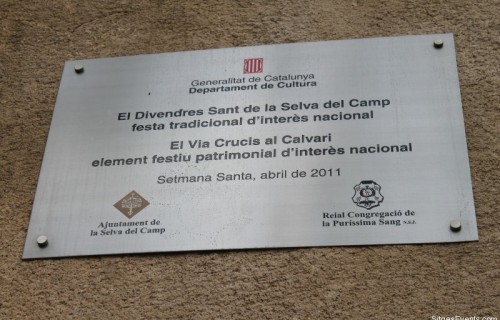 Generalitat de Catalunya
Departament de Cultura
El Divendres Sant de la Selva del Camp
festa tradicional d'interès nacional
El Via Crucis al Calvari
element festiu patrimonial d'interès nacional
Setmana Santa, abril de 2011
Ajuntament de
la Selva del Camp
Reial Congregació de
la Puríssima Sang
SitgesEvents.com